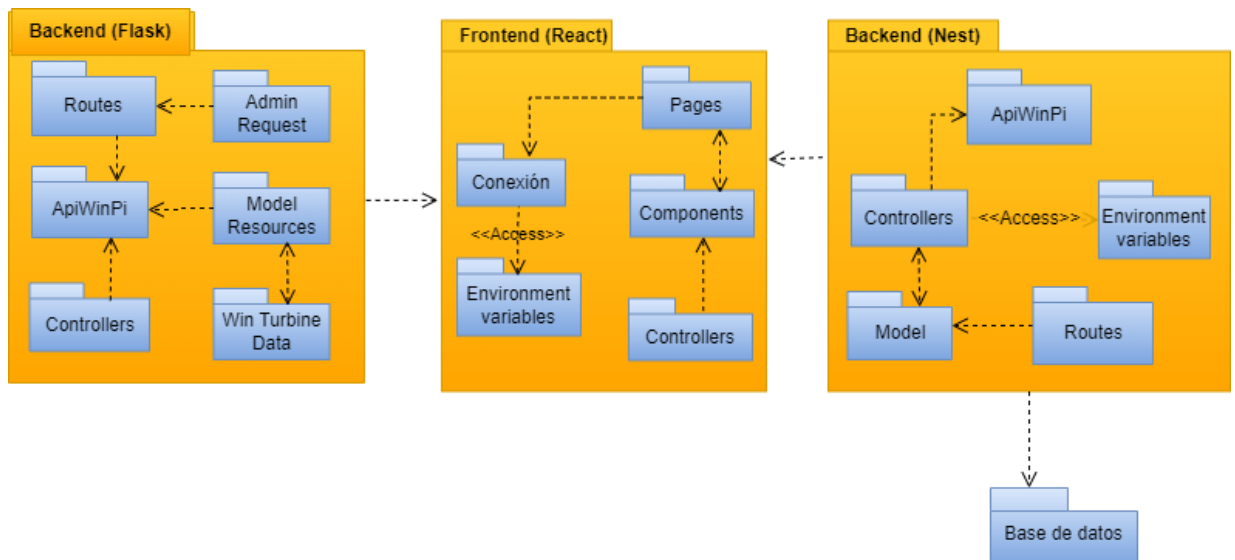 Backend (Flask)
Routes
Admin
Request
ApiWinPi
Model
Resources
Controllers
Win Turbine
Data
Frontend (React)
Pages
Conexión
Components
<<Access>>
Environment
variables
Controllers
Backend (Nest)
ApiWinPi
Controllers
<<Access>>
Environment
variables
Model
Routes
Base de datos